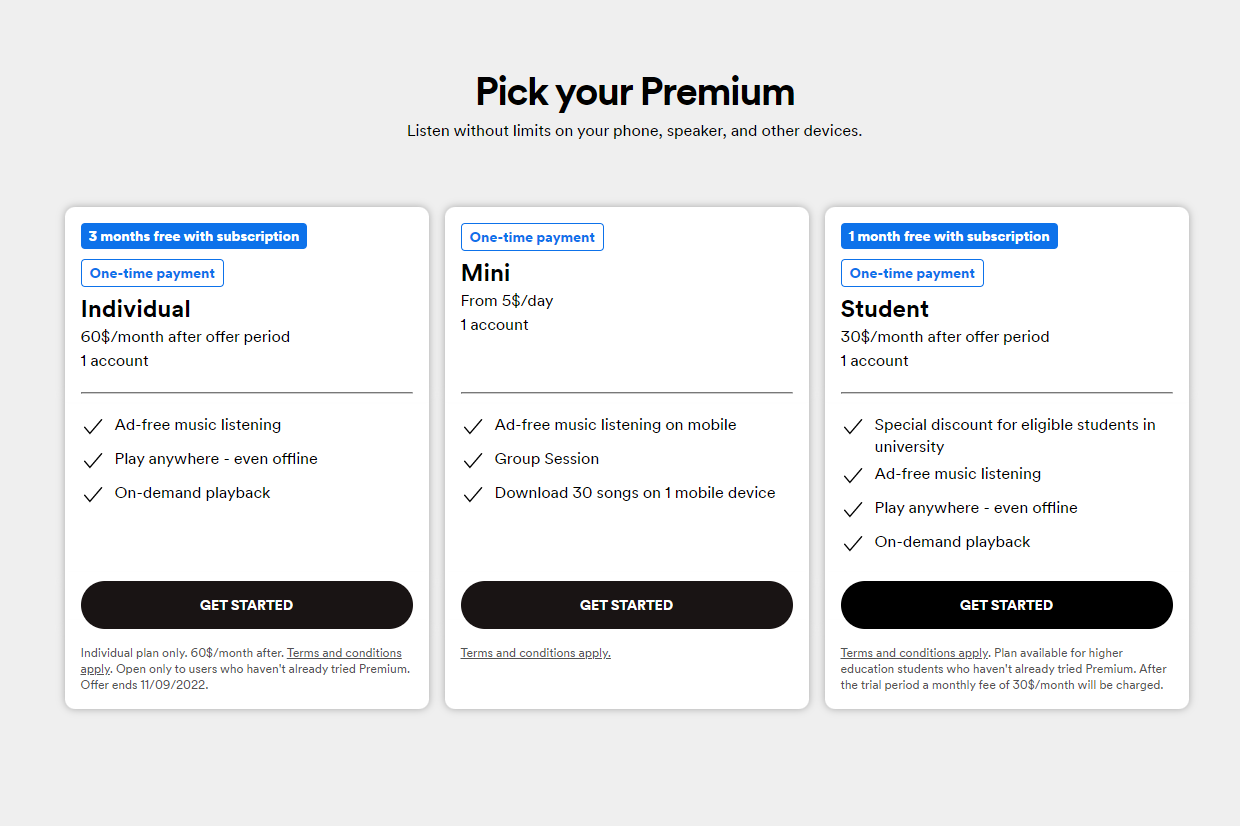 Pick your Premium
Listen without limits on your phone, speaker, and other devices.
3 months free with subscription
One-time payment
Individual
60$/month after offer period
1 account
Ad-free music listening
Play anywhere - even offline
On-demand playback
GET STARTED
Individual plan only. 60$/month after. Terms and conditions
apply. Open only to users who haven't already tried Premium.
Offer ends 11/09/2022.
One-time payment
Mini
From 5$/day
1 account
Ad-free music listening on mobile
Group Session
Download 30 songs on 1 mobile device
GET STARTED
Terms and conditions apply.
1 month free with subscription
One-time payment
Student
30$/month after offer period
1 account
Special discount for eligible students in
university
Ad-free music listening
Play anywhere - even offline
On-demand playback
GET STARTED
Terms and conditions apply. Plan available for higher
education students who haven't already tried Premium. After
the trial period a monthly fee of 30$/month will be charged.